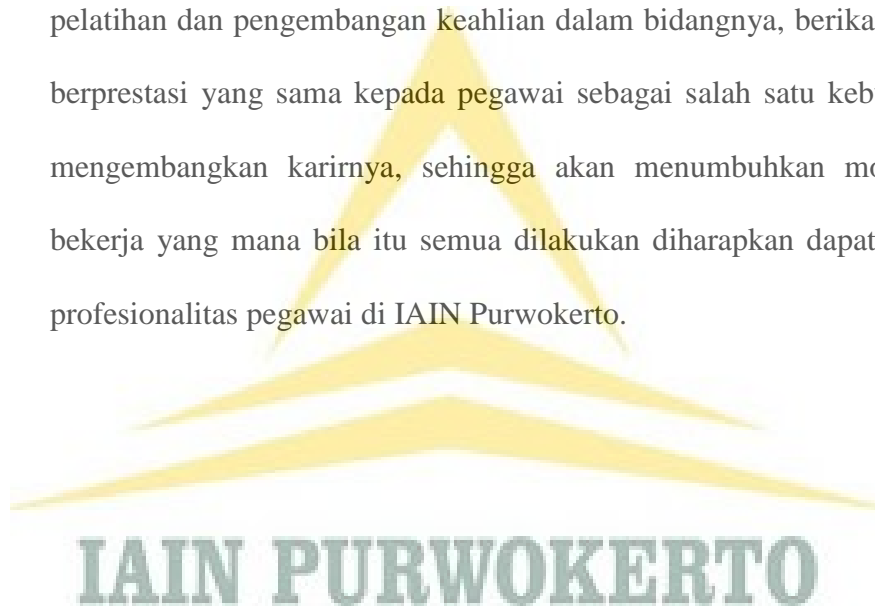 pelatihan dan pengembangan keahlian dalam bidangnya, berika
berprestasi yang sama kepada pegawai sebagai salah satu keb
mengembangkan karirnya, sehingga akan menumbuhkan mo
bekerja yang mana bila itu semua dilakukan diharapkan dapat
profesionalitas pegawai di IAIN Purwokerto.
IAIN PURWOKERTO